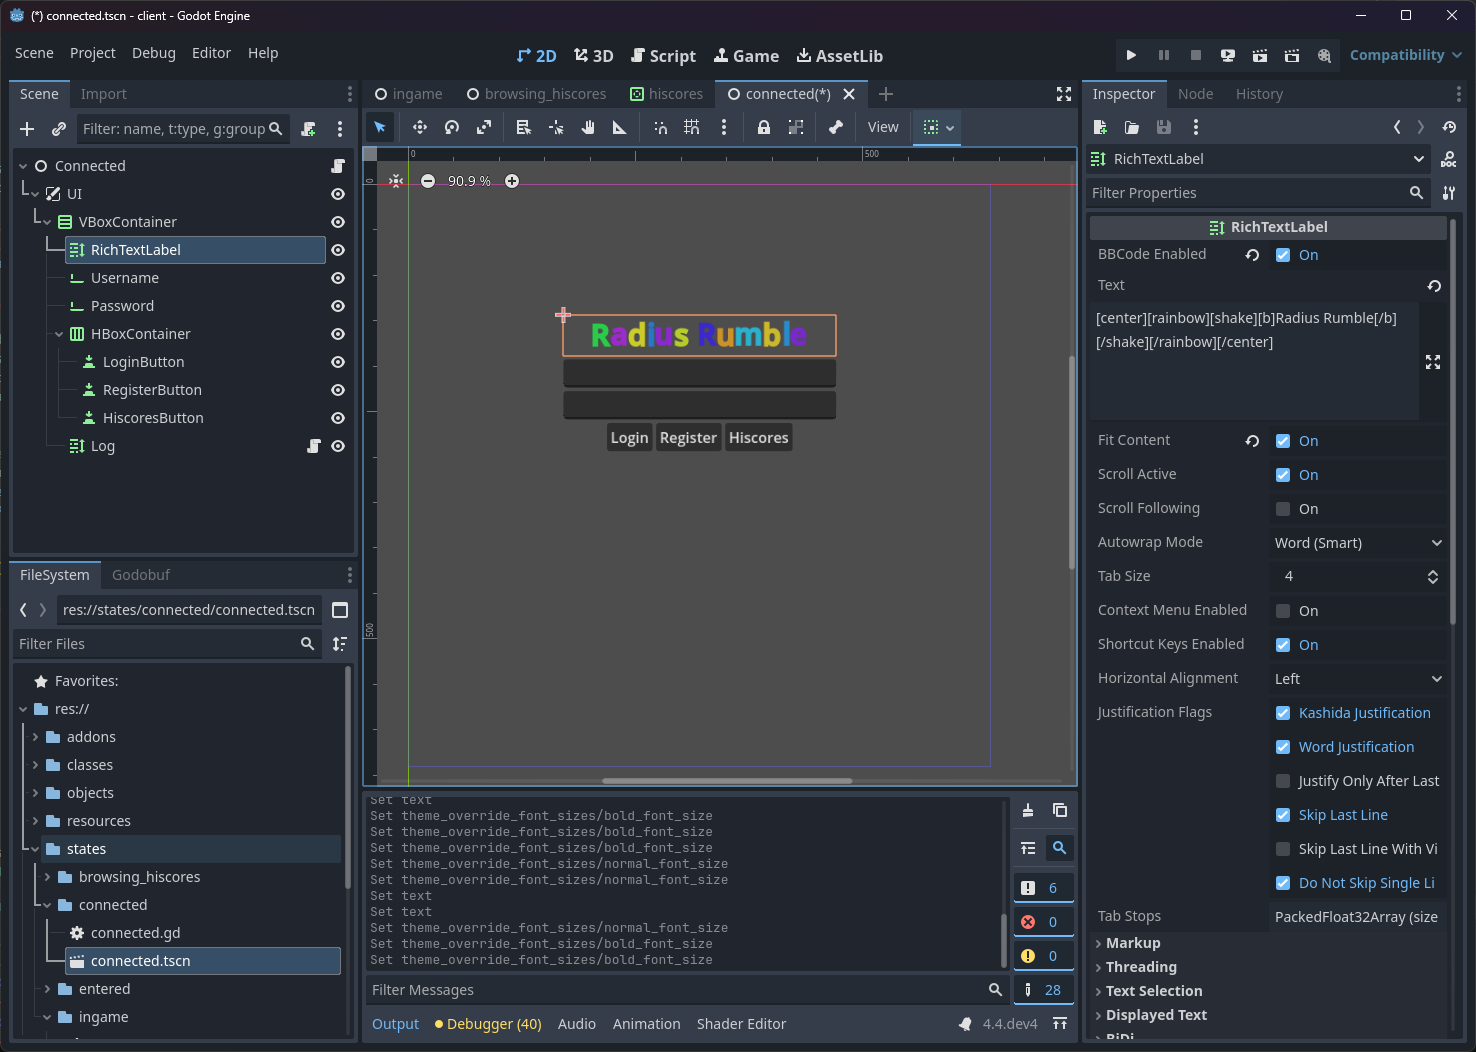 (*) connected.tscn - client - Godot Engine
Scene Project Debug Editor Help
2D 3D Script Game AssetLib
Compatibility
Scene Import
Filter: name, t:type, g:group
Connected
UI
VBoxContainer
RichTextLabel
Username
Password
HBoxContainer
LoginButton
RegisterButton
HiscoresButton
Log
FileSystem Godobuf
res://states/connected/connected.tscn
Filter Files
Favorites:
res://
addons
classes
objects
resources
states
browsing_hiscores
connected
connected.gd
connected.tscn
entered
ingame
ingame browsing_hiscores hiscores connected(*)
View
0 500
0
90.9 %
500
Radius Rumble
Login Register Hiscores
Set text
Set theme_override_font_sizes/bold_font_size
Set theme_override_font_sizes/bold_font_size
Set theme_override_font_sizes/bold_font_size
Set theme_override_font_sizes/normal_font_size
Set theme_override_font_sizes/normal_font_size
Set text
Set text
Set theme_override_font_sizes/normal_font_size
Set theme_override_font_sizes/bold_font_size
Set theme_override_font_sizes/bold_font_size
6
0
0
28
Filter Messages
Output Debugger (40) Audio Animation Shader Editor
4.4.dev4
Inspector Node History
RichTextLabel
DOC
Filter Properties
RichTextLabel
BBCode Enabled On
Text
[center][rainbow][shake][b]Radius Rumble[/b]
[/shake][/rainbow][/center]
Fit Content On
Scroll Active On
Scroll Following On
Autowrap Mode Word (Smart)
Tab Size 4
Context Menu Enabled On
Shortcut Keys Enabled On
Horizontal Alignment Left
Justification Flags Kashida Justification
Word Justification
Justify Only After Last
Skip Last Line
Skip Last Line With Vi
Do Not Skip Single Li
Tab Stops PackedFloat32Array (size
Markup
Threading
Text Selection
Displayed Text
BiDi